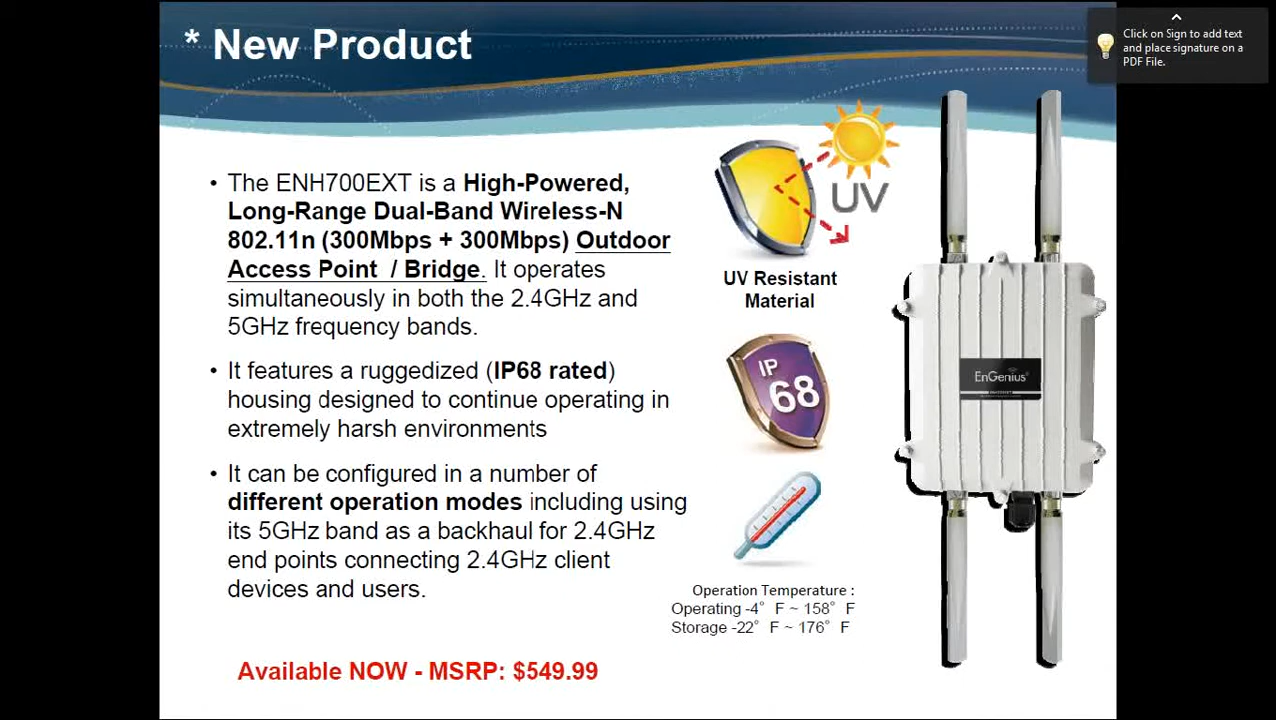 * New Product
Click on Sign to add text
and place signature on a
PDF File.
• The ENH700EXT is a High-Powered,
Long-Range Dual-Band Wireless-N
802.11n (300Mbps + 300Mbps) Outdoor
Access Point / Bridge. It operates
simultaneously in both the 2.4GHz and
5GHz frequency bands.
• It features a ruggedized (IP68 rated)
housing designed to continue operating in
extremely harsh environments
• It can be configured in a number of
different operation modes including using
its 5GHz band as a backhaul for 2.4GHz
end points connecting 2.4GHz client
devices and users.
Available NOW - MSRP: $549.99
UV
UV Resistant
Material
IP
68
Operation Temperature :
Operating -4° F ~ 158° F
Storage -22° F ~ 176° F
EnGenius®